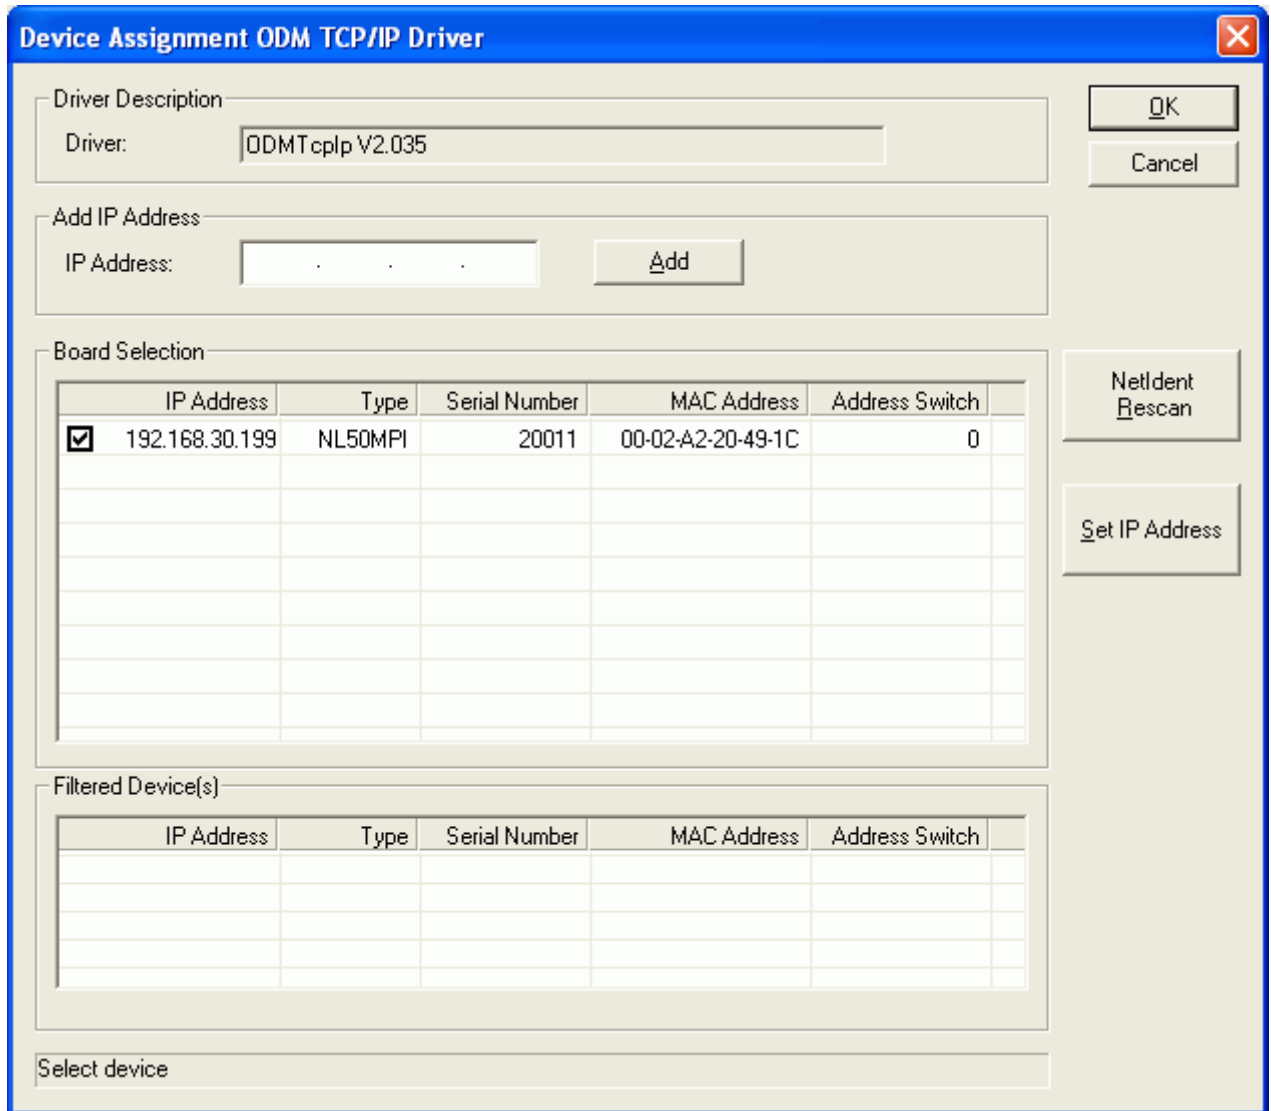 Device Assignment ODM TCP/IP Driver
Driver Description
Driver: ODMTcpIp V2.035
OK
Cancel
Add IP Address
IP Address: . . . Add
Board Selection
IP Address Type Serial Number MAC Address Address Switch
192.168.30.199 NL50MPI 20011 00-02-A2-20-49-1C 0
NetIdent
Rescan
Set IP Address
Filtered Device(s)
IP Address Type Serial Number MAC Address Address Switch
Select device